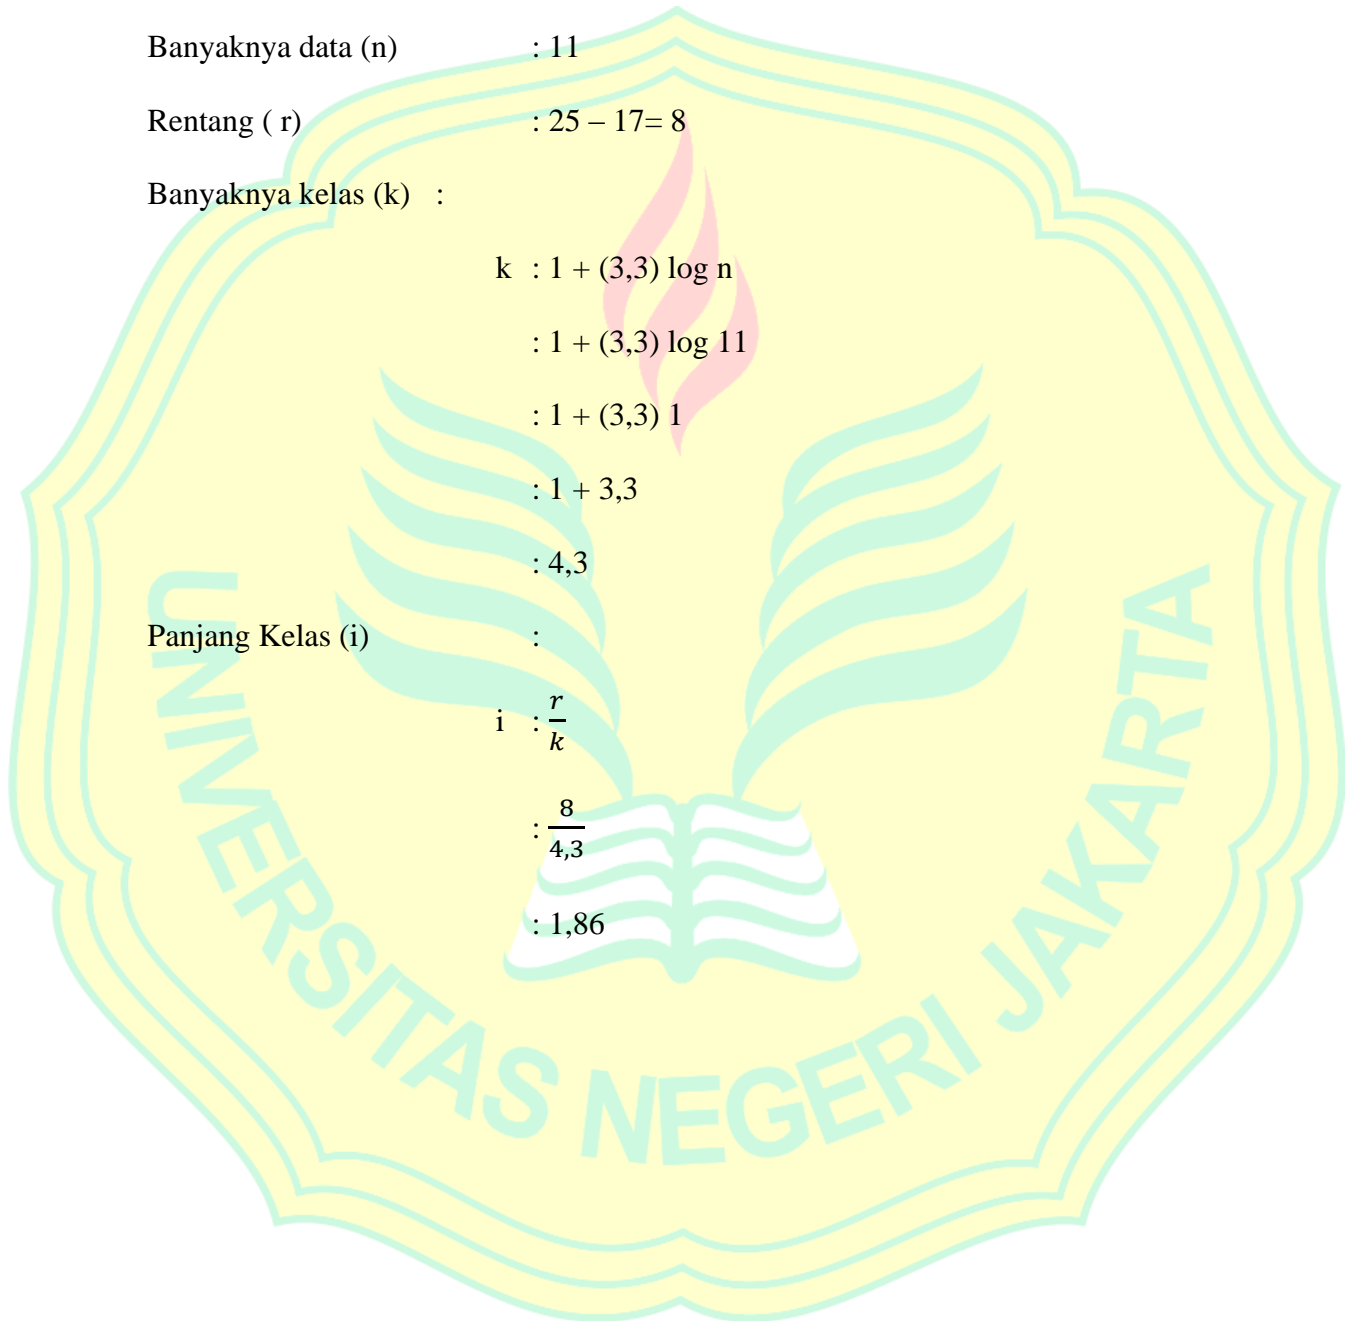 Banyaknya data (n) : 11
Rentang ( r) : 25 – 17= 8
Banyaknya kelas (k) :
k : 1 + (3,3) log n
: 1 + (3,3) log 11
: 1 + (3,3) 1
: 1 + 3,3
: 4,3
Panjang Kelas (i) :
i : r/k
: 8/4,3
: 1,86
UNIVERSITAS NEGERI JAKARTA